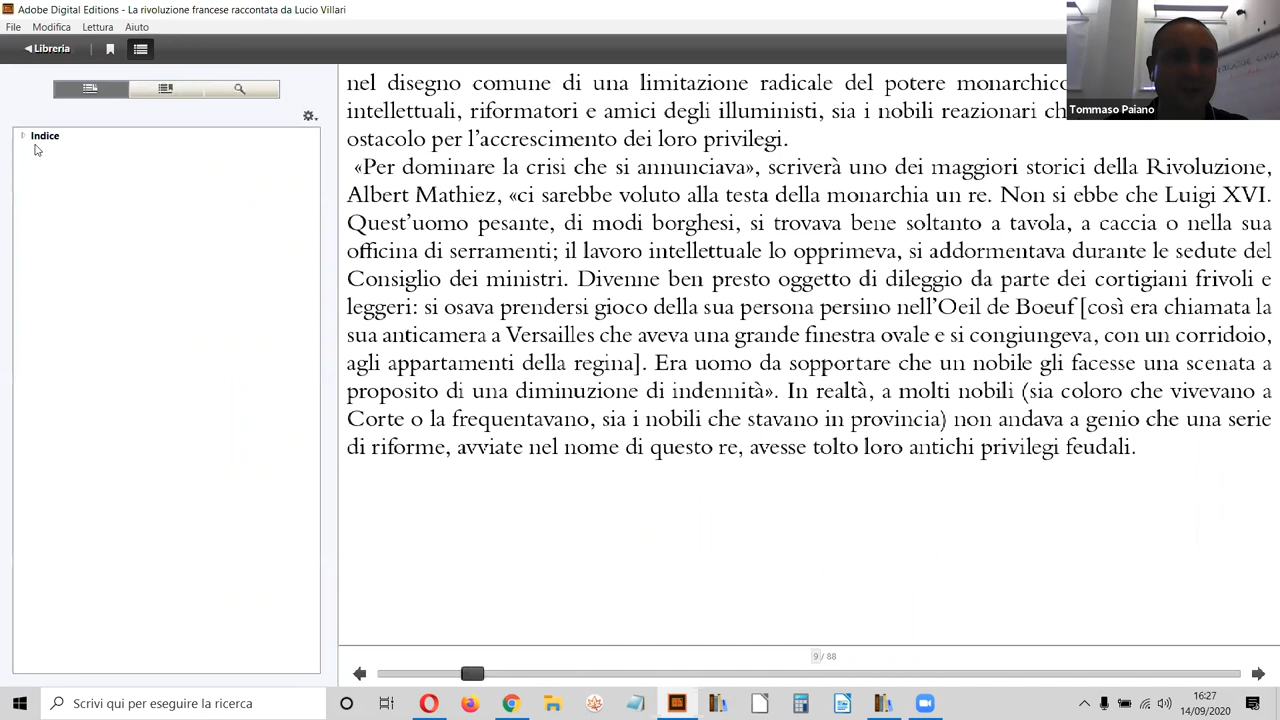 Adobe Digital Editions - La rivoluzione francese raccontata da Lucio Villari
File Modifica Lettura Aiuto
Libreria
Indice
nel disegno comune di una limitazione radicale del potere monarchico
intellettuali, riformatori e amici degli illuministi, sia i nobili reazionari
ostacolo per l'accrescimento dei loro privilegi.
«Per dominare la crisi che si annunciava», scriverà uno dei maggiori storici della Rivoluzione,
Albert Mathiez, «ci sarebbe voluto alla testa della monarchia un re. Non si ebbe che Luigi XVI.
Quest'uomo pesante, di modi borghesi, si trovava bene soltanto a tavola, a caccia o nella sua
officina di serramenti; il lavoro intellettuale lo opprimeva, si addormentava durante le sedute del
Consiglio dei ministri. Divenne ben presto oggetto di dileggio da parte dei cortigiani frivoli e
leggeri: si osava prendersi gioco della sua persona persino nell'Oeil de Boeuf [così era chiamata la
sua anticamera a Versailles che aveva una grande finestra ovale e si congiungeva, con un corridoio,
agli appartamenti della regina]. Era uomo da sopportare che un nobile gli facesse una scenata a
proposito di una diminuzione di indennità». In realtà, a molti nobili (sia coloro che vivevano a
Corte o la frequentavano, sia i nobili che stavano in provincia) non andava a genio che una serie
di riforme, avviate nel nome di questo re, avesse tolto loro antichi privilegi feudali.
Tommaso Paiano
9 / 88
Scrivi qui per eseguire la ricerca
16:27
14/09/2020